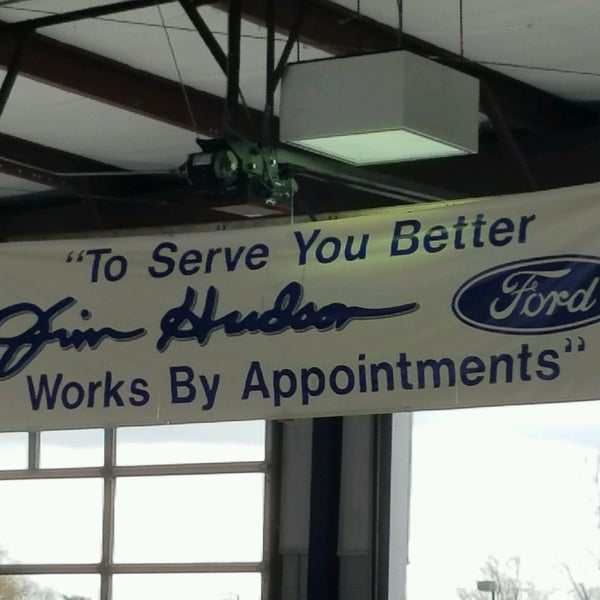 "To Serve You Better
Jim Hudson Ford
Works By Appointments"